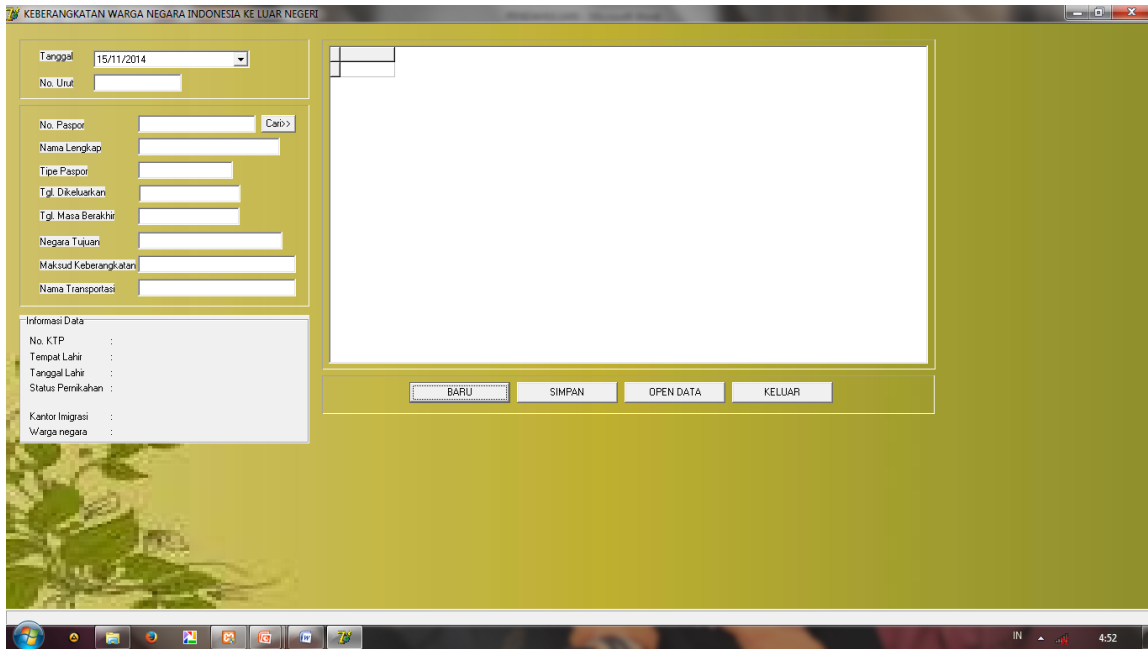 KEBERANGKATAN WARGA NEGARA INDONESIA KE LUAR NEGERI
Tanggal 15/11/2014
No. Urut
No. Paspor Cari>>
Nama Lengkap
Tipe Paspor
Tgl. Dikeluarkan
Tgl. Masa Berakhir
Negara Tujuan
Maksud Keberangkatan
Nama Transportasi
Informasi Data
No. KTP :
Tempat Lahir :
Tanggal Lahir :
Status Pernikahan :
Kantor Imigrasi :
Warga negara :
BARU SIMPAN OPEN DATA KELUAR
IN 4:52